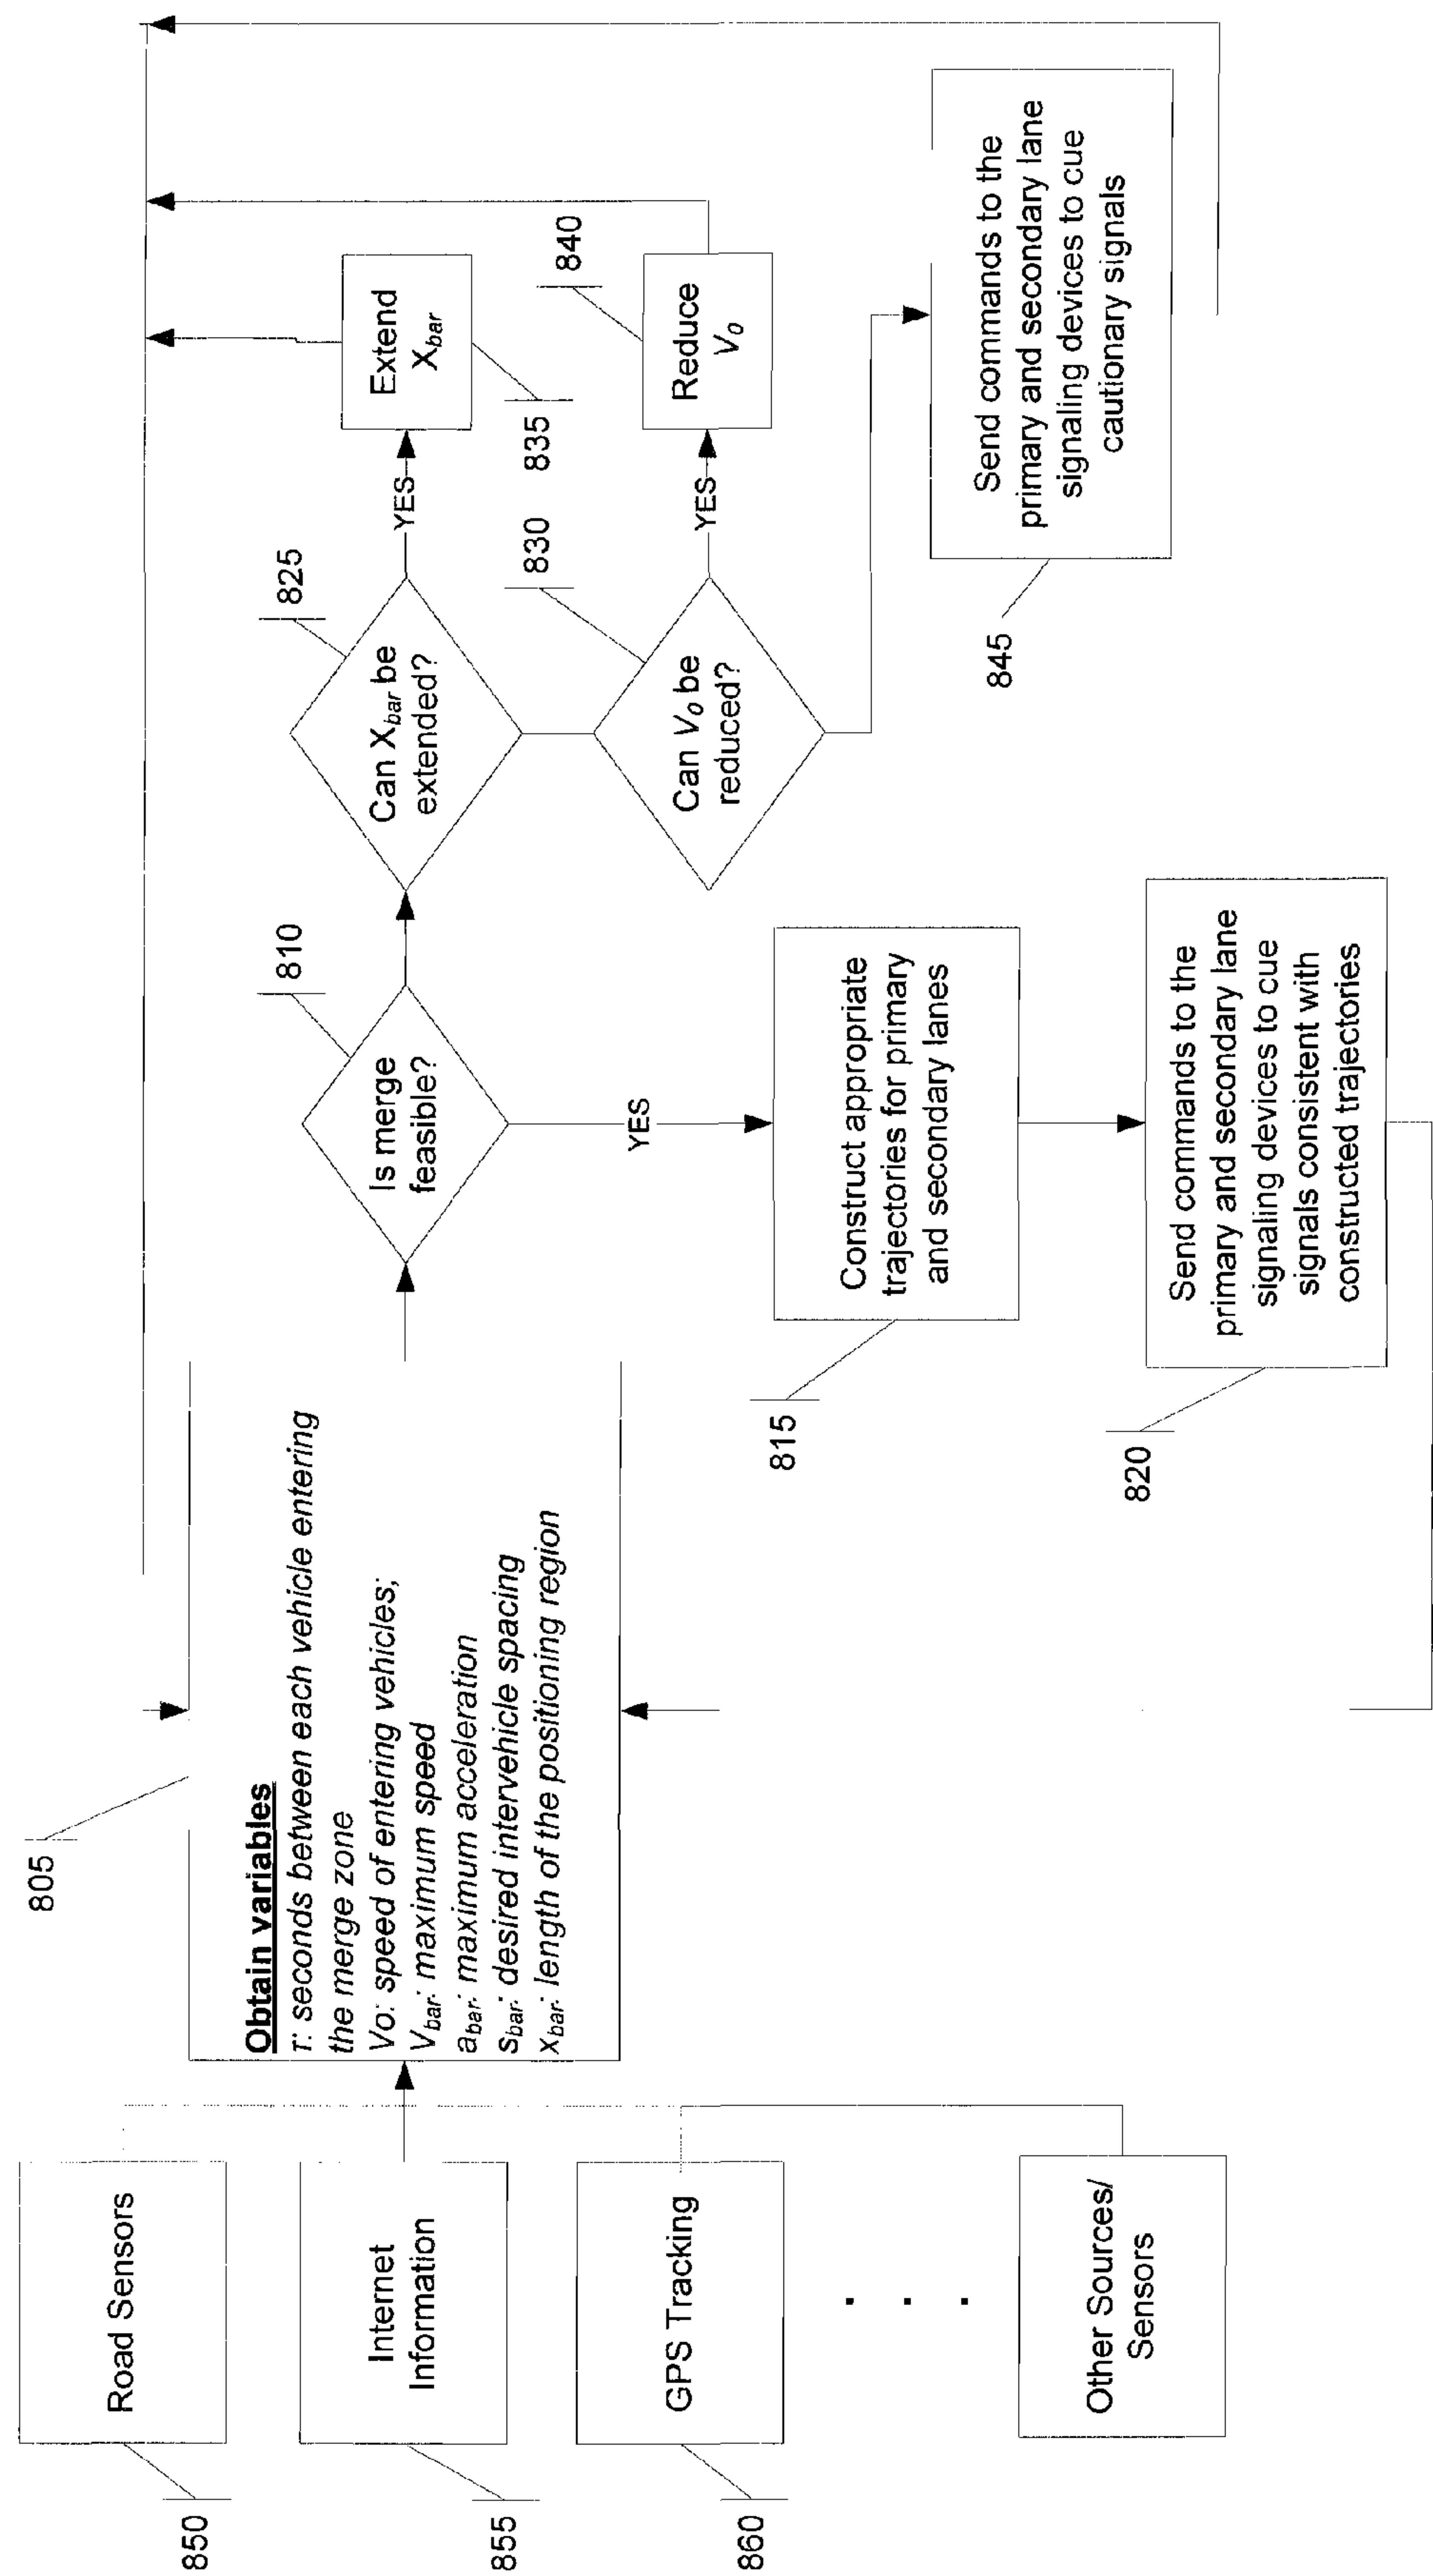 850
Road Sensors
855
Internet
Information
860
GPS Tracking
. . .
Other Sources/
Sensors
805
Obtain variables
τ: seconds between each vehicle entering
the merge zone
Vo: speed of entering vehicles;
Vbar: maximum speed
abar: maximum acceleration
sbar: desired intervehicle spacing
xbar: length of the positioning region
810
Is merge
feasible?
YES
815
Construct appropriate
trajectories for primary
and secondary lanes
820
Send commands to the
primary and secondary lane
signaling devices to cue
signals consistent with
constructed trajectories
825
Can Xbar be
extended?
YES
Extend
Xbar
835
830
Can V0 be
reduced?
YES
840
Reduce
V0
845
Send commands to the
primary and secondary lane
signaling devices to cue
cautionary signals